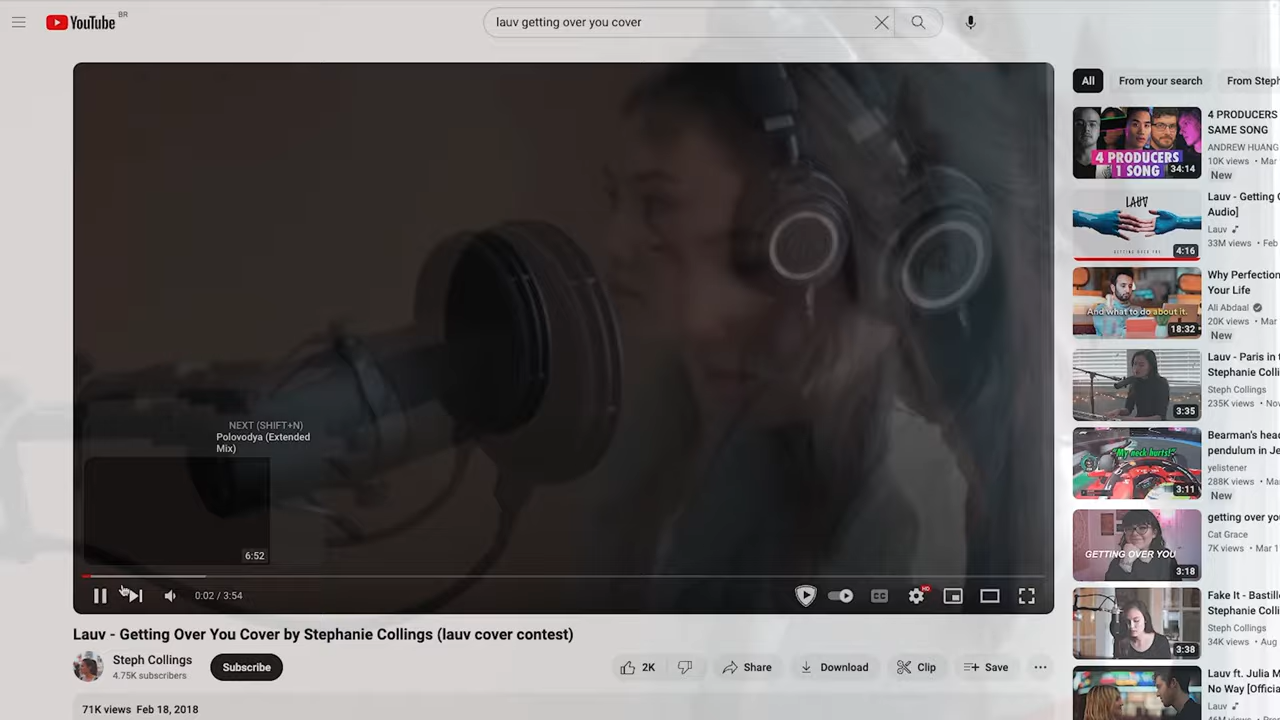 YouTube BR
lauv getting over you cover
NEXT (SHIFT+N)
Polovodya (Extended
Mix)
6:52
0:02 / 3:54
CC
HD
Lauv - Getting Over You Cover by Stephanie Collings (lauv cover contest)
Steph Collings
4.75K subscribers
Subscribe
2K
Share
Download
Clip
Save
71K views Feb 18, 2018
All
From your search
From Steph
4 PRODUCERS
1 SONG
34:14
4 PRODUCERS
SAME SONG
ANDREW HUANG
10K views • Mar
New
LAUV
GETTING OVER YOU
4:16
Lauv - Getting O
Audio]
Lauv
33M views • Feb
And what to do about it.
18:32
Why Perfection
Your Life
Ali Abdaal
20K views • Mar
New
3:35
Lauv - Paris in t
Stephanie Colli
Steph Collings
235K views • Nov
"My neck hurts!"
3:11
Bearman's head
pendulum in Je
yelistener
288K views • Mar
New
GETTING OVER YOU
3:18
getting over you
Cat Grace
7K views • Mar 1
3:38
Fake It - Bastill
Stephanie Collin
Steph Collings
34K views • Aug
Lauv ft. Julia M
No Way [Officia
Lauv
46M views